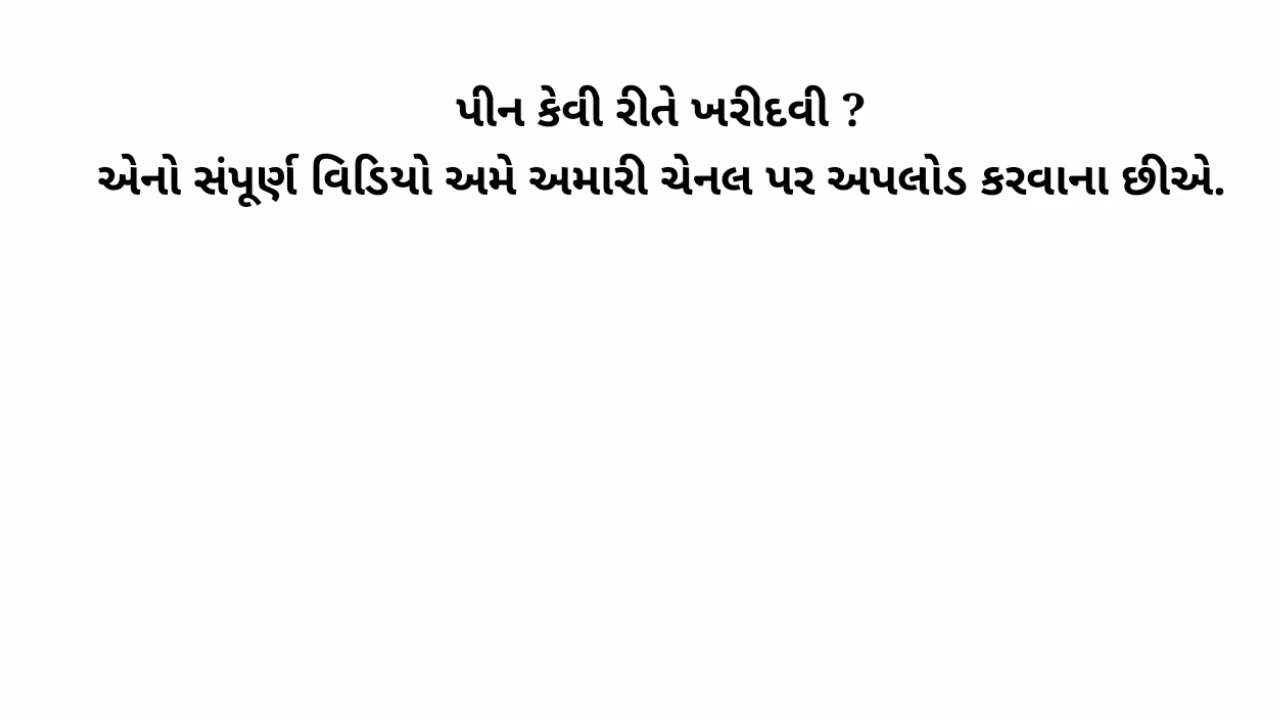 પીન કેવી રીતે ખરીદવી ?
એનો સંપૂર્ણ વિડિયો અમે અમારી ચેનલ પર અપલોડ કરવાના છીએ.